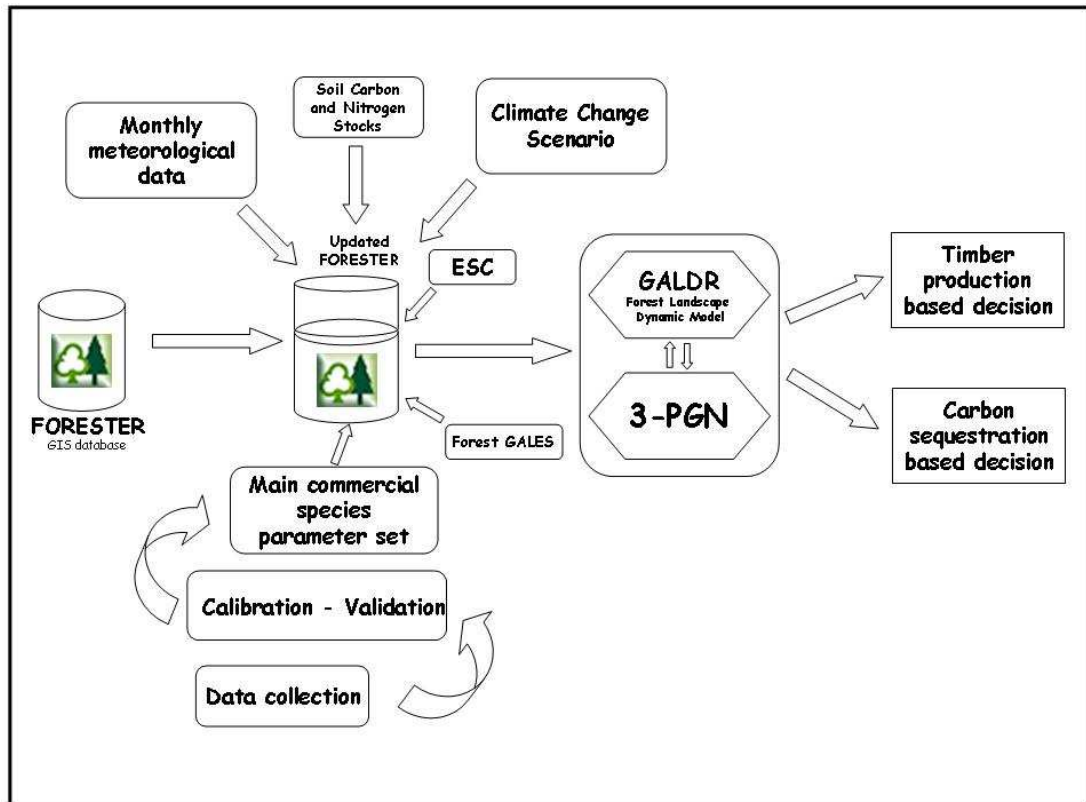 Soil Carbon
and Nitrogen
Stocks
Monthly
meteorological
data
Climate Change
Scenario
Updated
FORESTER
ESC
FORESTER
GIS database
GALDR
Forest Landscape
Dynamic Model
3-PGN
Timber
production
based decision
Carbon
sequestration
based decision
Forest GALES
Main commercial
species
parameter set
Calibration - Validation
Data collection